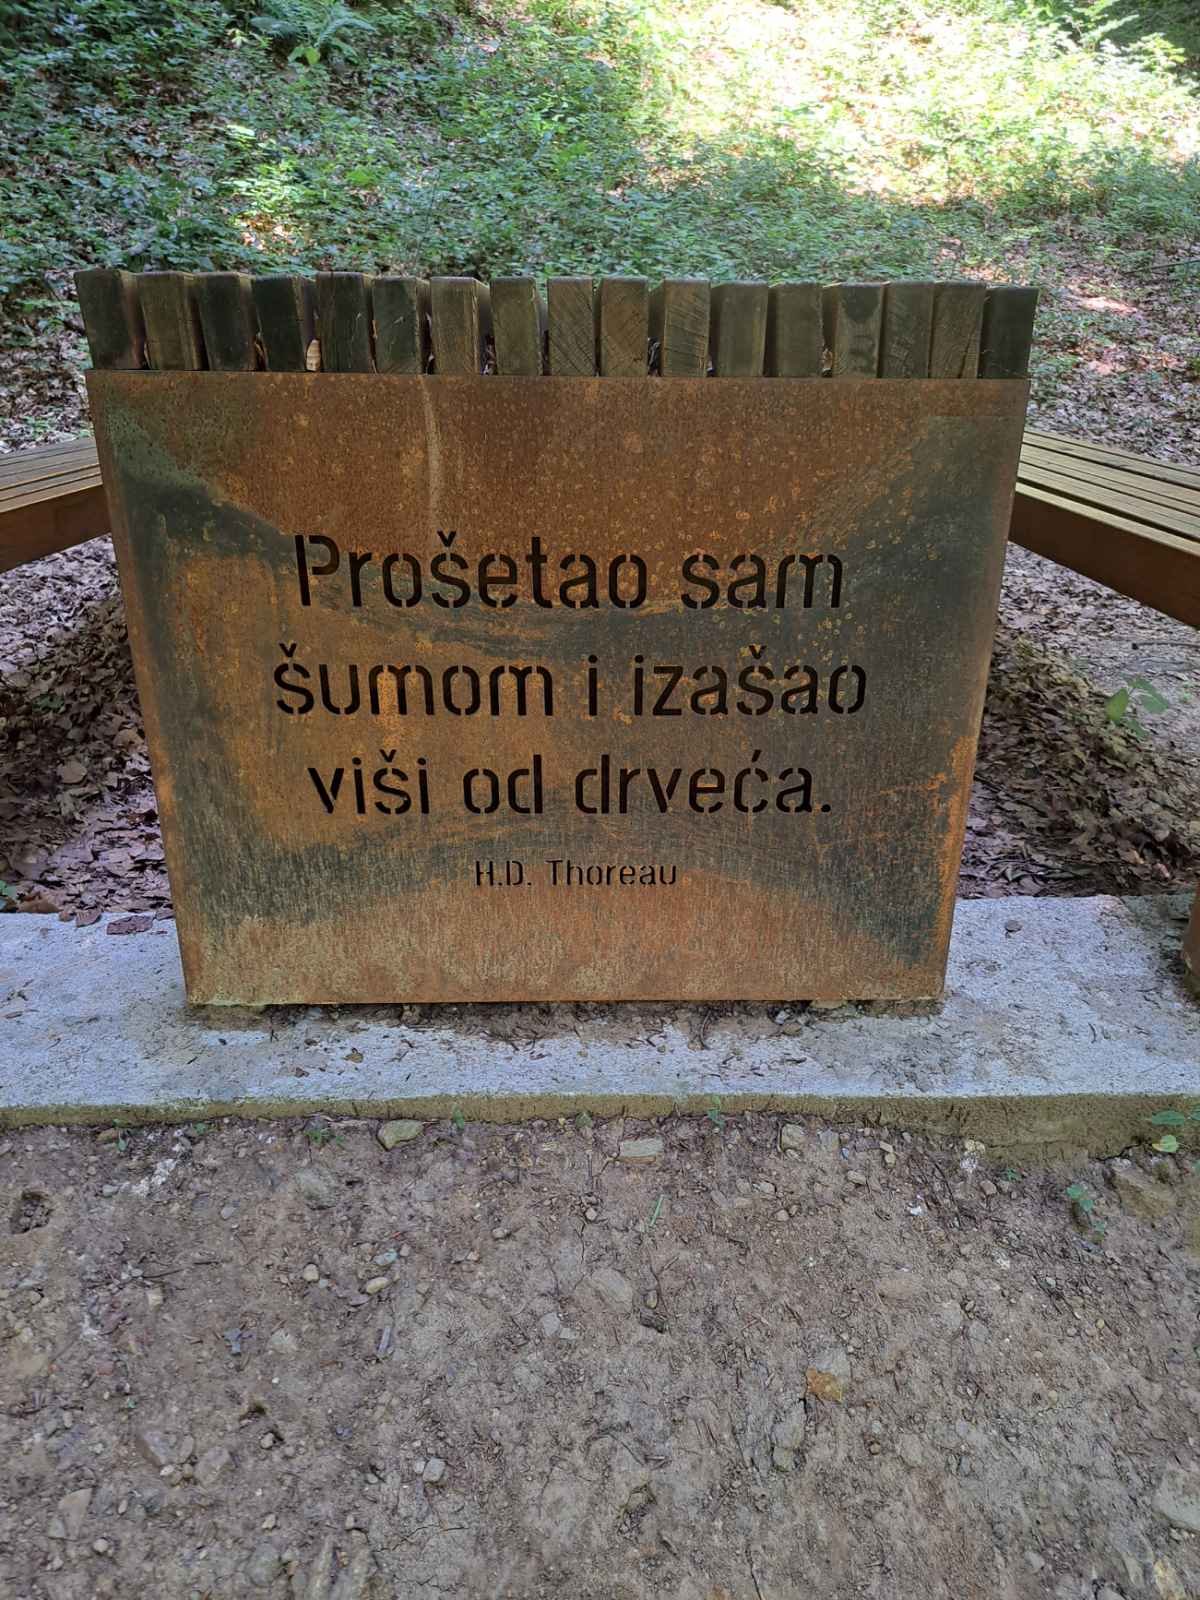 Prošetao sam
šumom i izašao
viši od drveća.
H.D. Thoreau